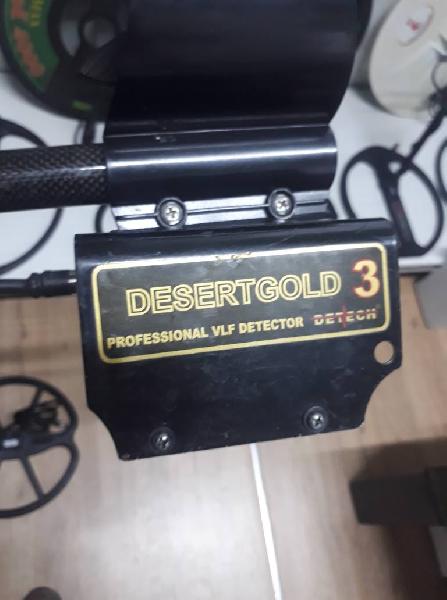 DESERTGOLD 3
PROFESSIONAL VLF DETECTOR DETECH